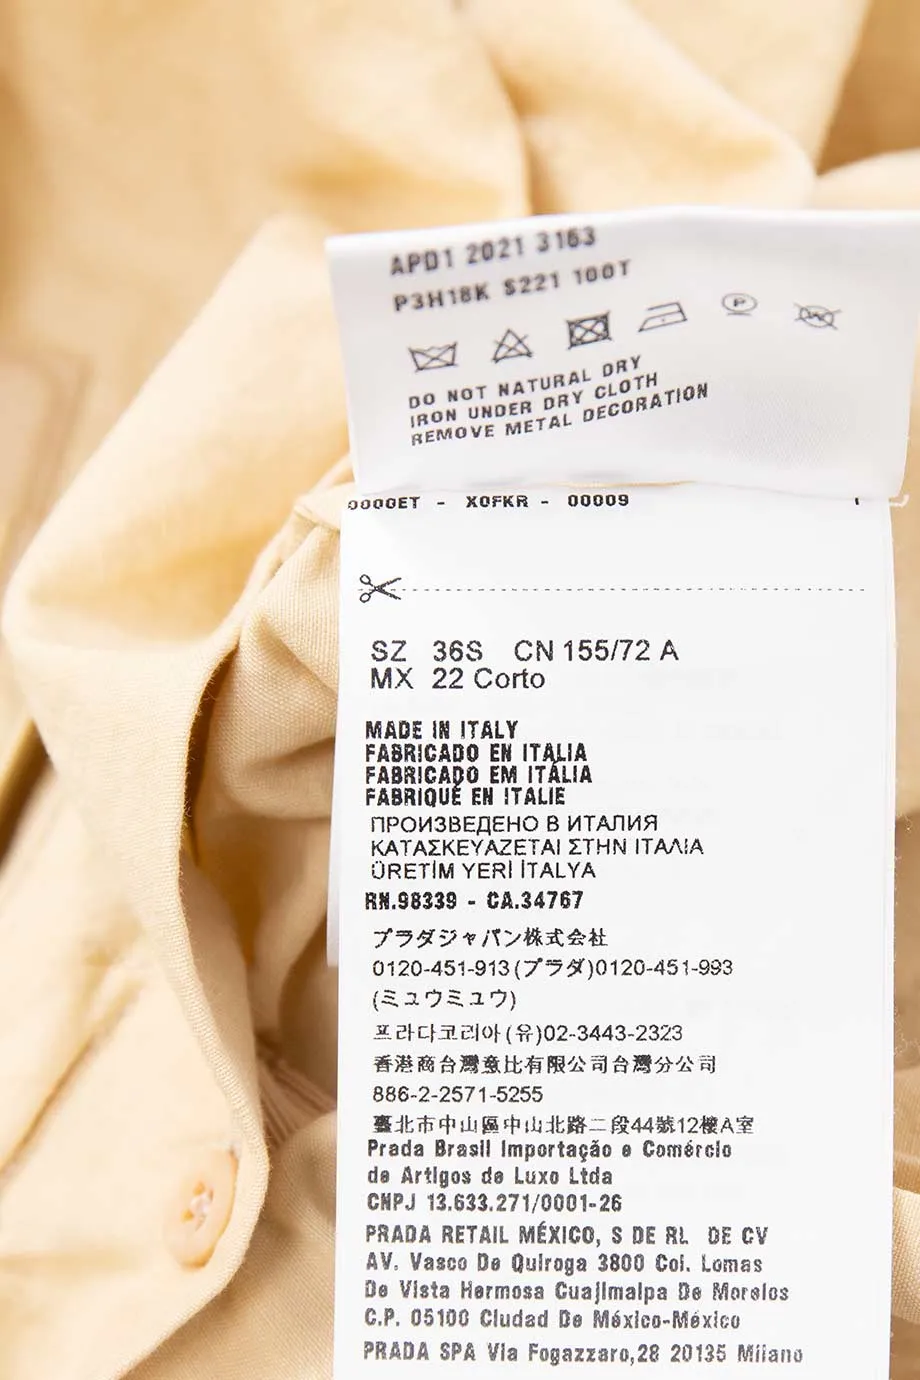 APD1 2021 3163
P3H18K S221 100T
P
W
DO NOT NATURAL DRY
IRON UNDER DRY CLOTH
REMOVE METAL DECORATION
000GET - X0FKR - 00009
SZ 36S CN 155/72 A
MX 22 Corto
MADE IN ITALY
FABRICADO EN ITALIA
FABRICADO EM ITÁLIA
FABRIQUÉ EN ITALIE
ПРОИЗВЕДЕНО В ИТАЛИЯ
ΚΑΤΑΣΚΕΥΑΖΕΤΑΙ ΣΤΗΝ ΙΤΑΛΙΑ
ÜRETİM YERİ İTALYA
RN.98339 - CA.34767
プラダジャパン株式会社
0120-451-913(プラダ)0120-451-993
(ミュウミュウ)
프라다코리아(유)02-3443-2323
香港商台灣意比有限公司台灣分公司
886-2-2571-5255
臺北市中山區中山北路二段44號12樓A室
Prada Brasil Importação e Comércio
de Artigos de Luxo Ltda
CNPJ 13.633.271/0001-26
PRADA RETAIL MÉXICO, S DE RL DE CV
AV. Vasco De Quiroga 3800 Col. Lomas
De Vista Hermosa Cuajimalpa De Morelos
C.P. 05100 Ciudad De México-México
PRADA SPA Via Fogazzaro,28 20135 Milano